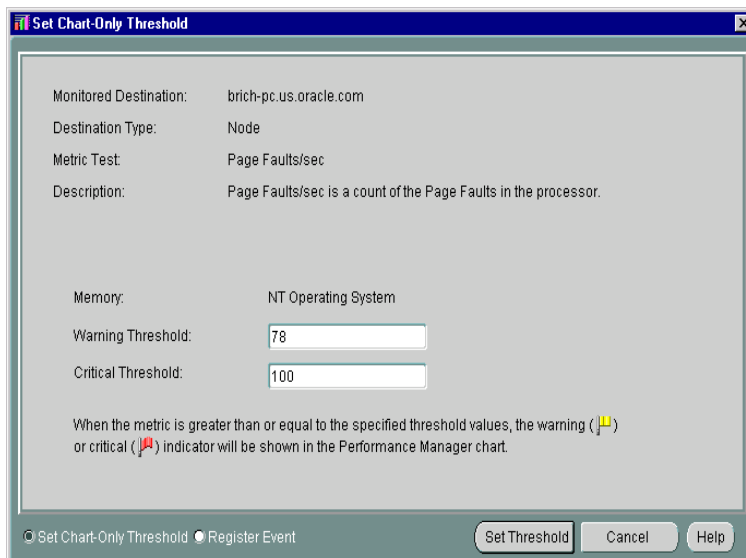 Set Chart-Only Threshold
Monitored Destination: brich-pc.us.oracle.com
Destination Type: Node
Metric Test: Page Faults/sec
Description: Page Faults/sec is a count of the Page Faults in the processor.
Memory: NT Operating System
Warning Threshold: 78
Critical Threshold: 100
When the metric is greater than or equal to the specified threshold values, the warning ( )
or critical ( ) indicator will be shown in the Performance Manager chart.
Set Chart-Only Threshold Register Event Set Threshold Cancel Help